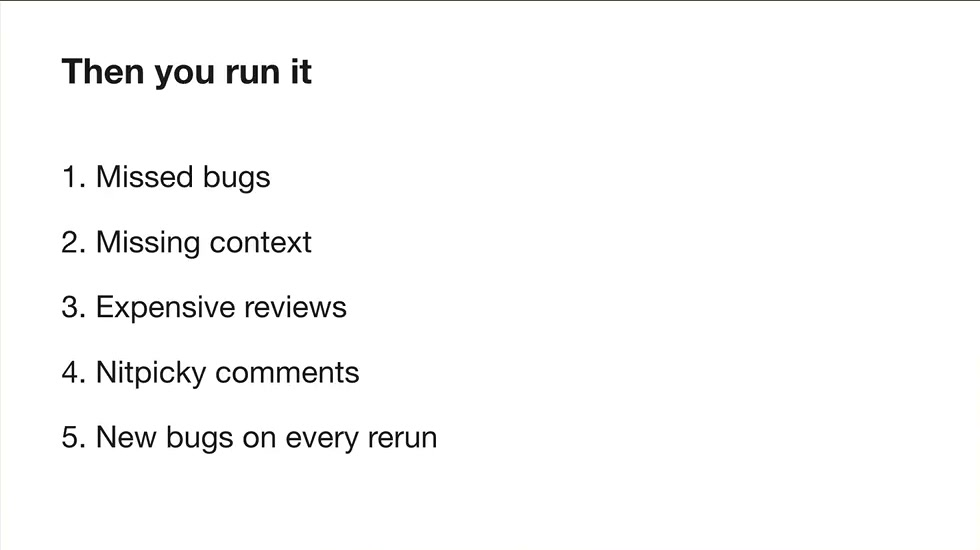 Then you run it
1. Missed bugs
2. Missing context
3. Expensive reviews
4. Nitpicky comments
5. New bugs on every rerun